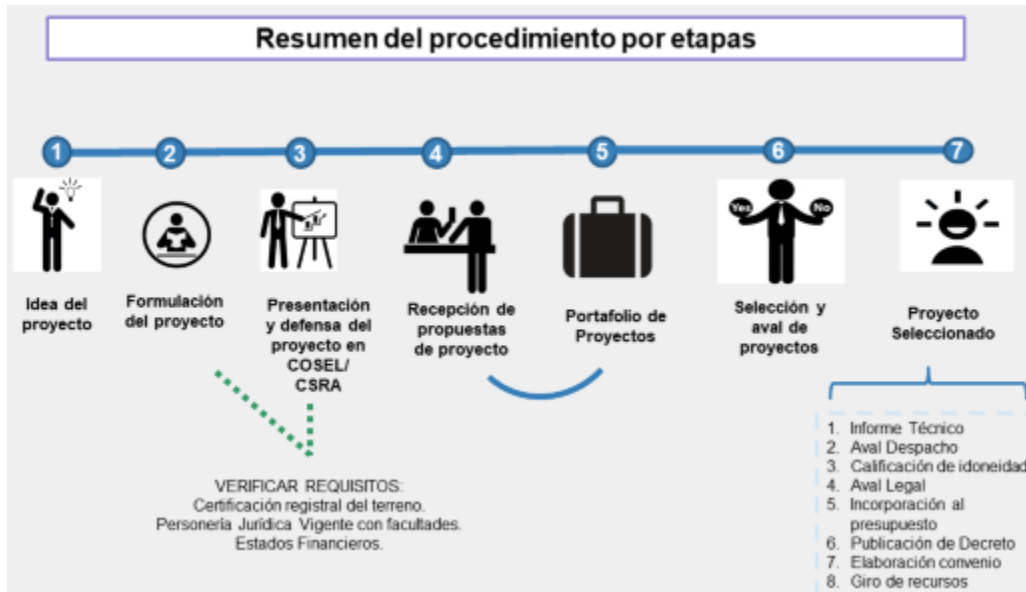 Resumen del procedimiento por etapas
1
2
3
4
5
6
7
Yes
No
Idea del
proyecto
Formulación
del proyecto
Presentación
y defensa del
proyecto en
COSEL/
CSRA
Recepción de
propuestas
de proyecto
Portafolio de
Proyectos
Selección y
aval de
proyectos
Proyecto
Seleccionado
VERIFICAR REQUISITOS:
Certificación registral del terreno.
Personería Jurídica Vigente con facultades.
Estados Financieros.
1. Informe Técnico
2. Aval Despacho
3. Calificación de idoneidad
4. Aval Legal
5. Incorporación al
presupuesto
6. Publicación de Decreto
7. Elaboración convenio
8. Giro de recursos